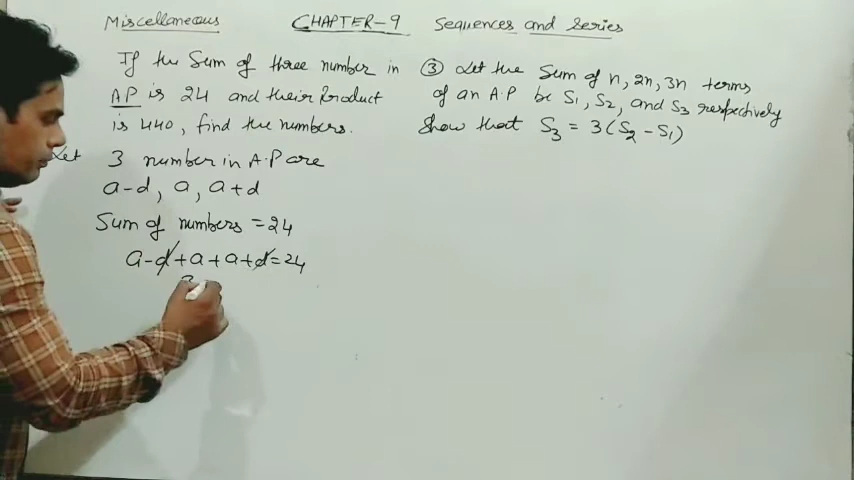 Miscellaneous CHAPTER-9 Sequences and Series
If the Sum of three number in
AP is 24 and their Product
is 440, find the numbers.
Let 3 number in A.P are
a-d, a, a+d
Sum of numbers = 24
a-d+a+a+d=24
3
③ Let the Sum of n, 2n, 3n terms
of an A.P be S₁, S₂, and S₃ respectively
Show that S₃ = 3(S₂ - S₁)